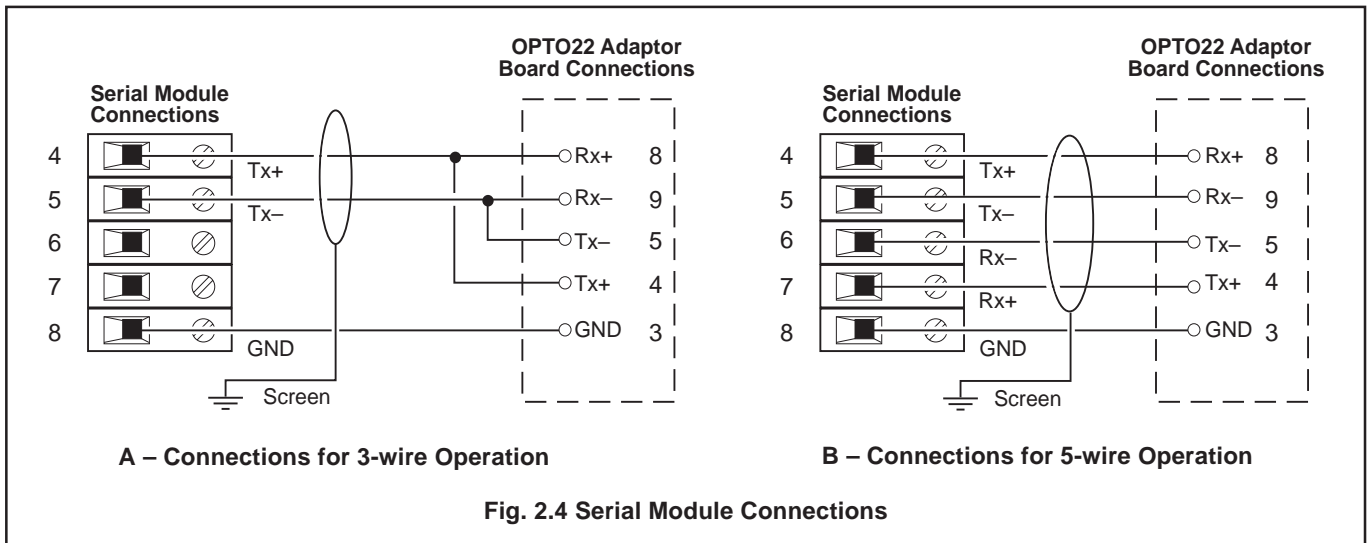 OPTO22 Adaptor
Board Connections
Serial Module
Connections
4 Tx+ Rx+ 8
5 Tx– Rx– 9
6 Tx– 5
7 Tx+ 4
8 GND GND 3
Screen
A – Connections for 3-wire Operation
OPTO22 Adaptor
Board Connections
Serial Module
Connections
4 Tx+ Rx+ 8
5 Tx– Rx– 9
6 Rx– Tx– 5
7 Rx+ Tx+ 4
8 GND GND 3
Screen
B – Connections for 5-wire Operation
Fig. 2.4 Serial Module Connections